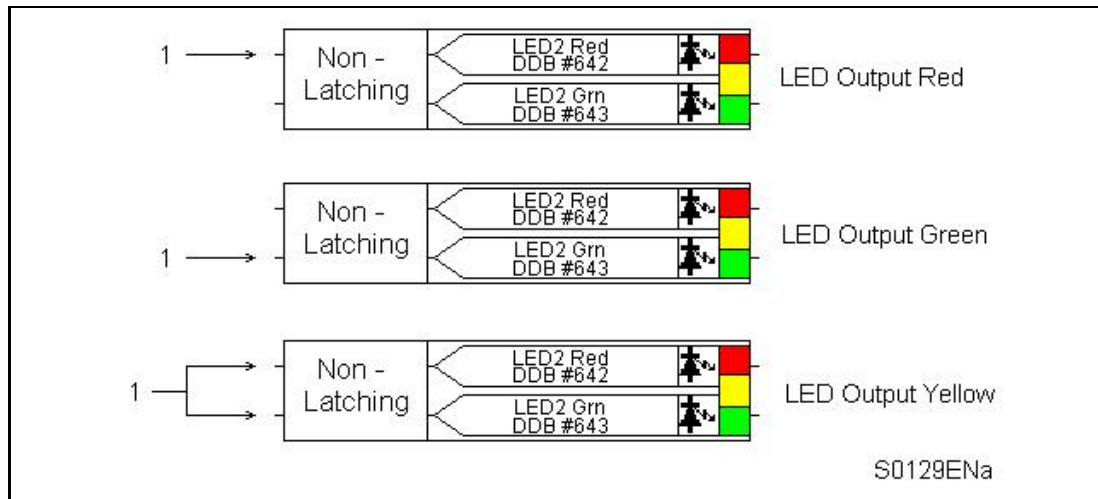 1
Non -
Latching
LED2 Red
DDB #642
LED2 Grn
DDB #643
LED Output Red
1
Non -
Latching
LED2 Red
DDB #642
LED2 Grn
DDB #643
LED Output Green
1
Non -
Latching
LED2 Red
DDB #642
LED2 Grn
DDB #643
LED Output Yellow
S0129ENa